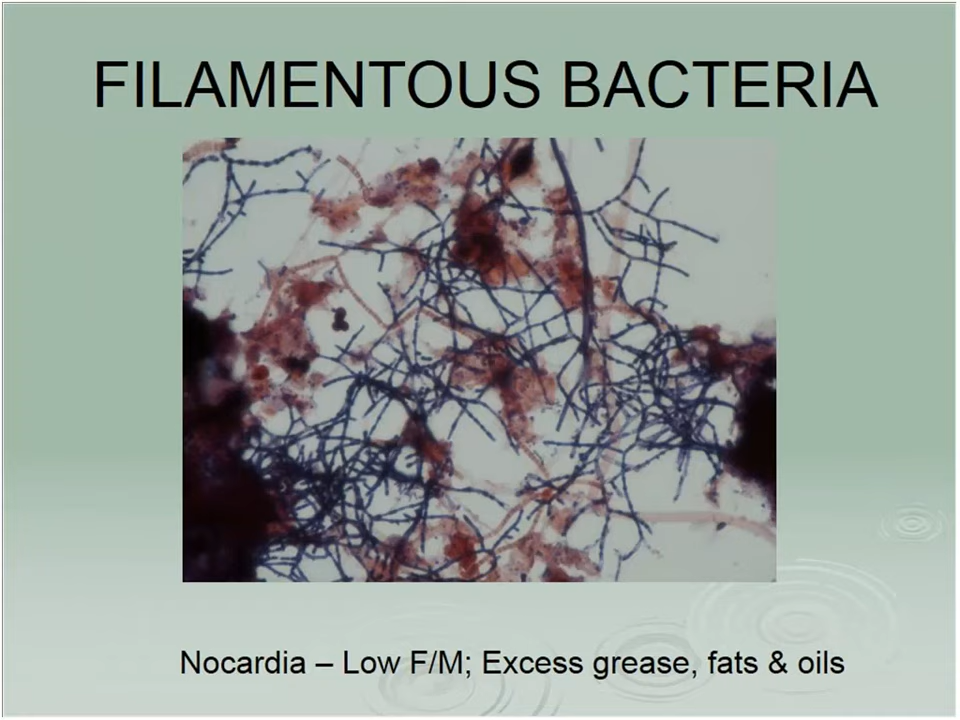 FILAMENTOUS BACTERIA
Nocardia – Low F/M; Excess grease, fats & oils